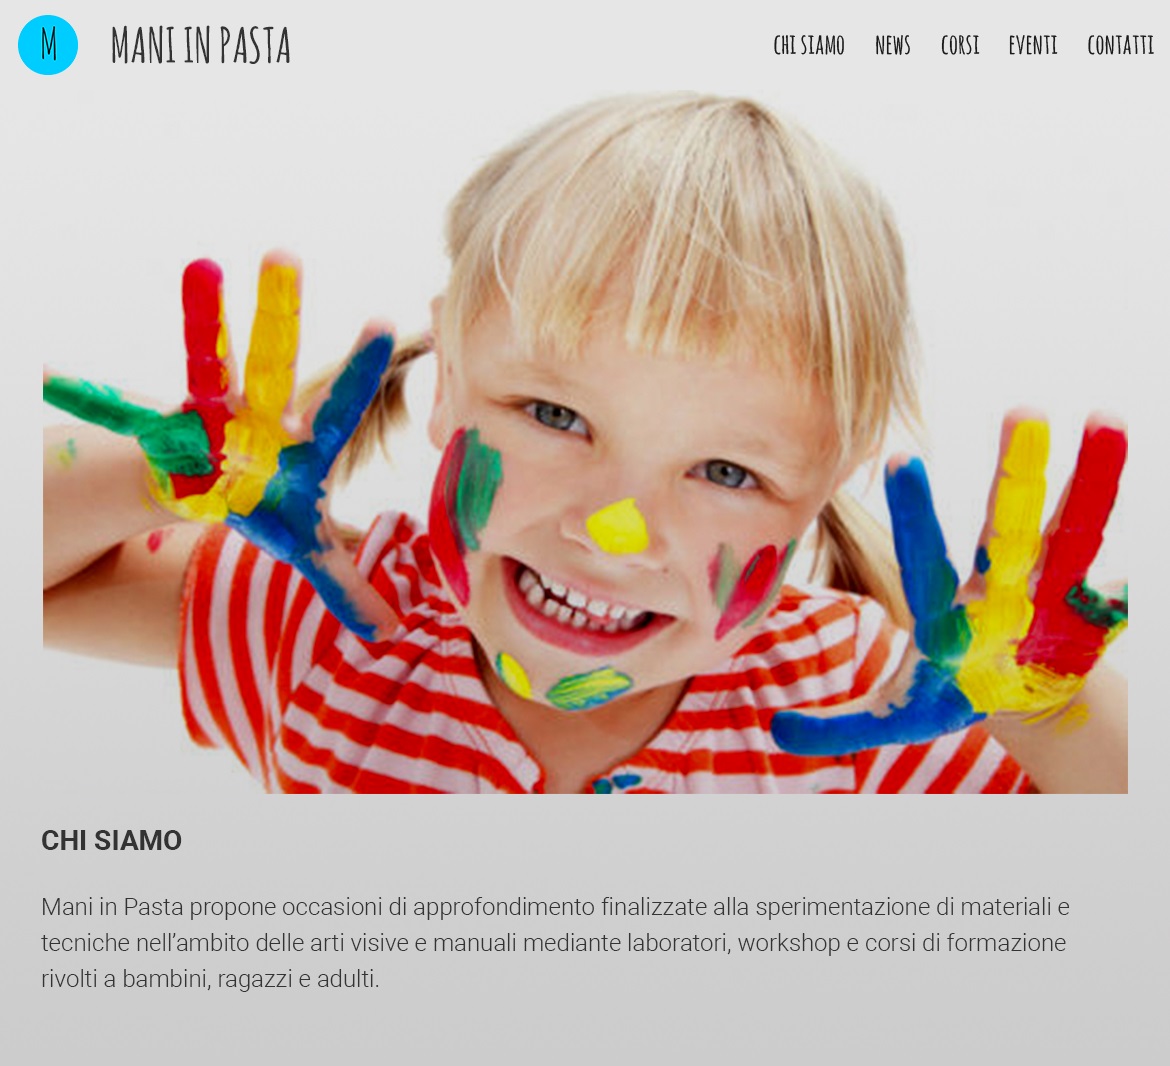 M
MANI IN PASTA
CHI SIAMO NEWS CORSI EVENTI CONTATTI
CHI SIAMO
Mani in Pasta propone occasioni di approfondimento finalizzate alla sperimentazione di materiali e
tecniche nell’ambito delle arti visive e manuali mediante laboratori, workshop e corsi di formazione
rivolti a bambini, ragazzi e adulti.